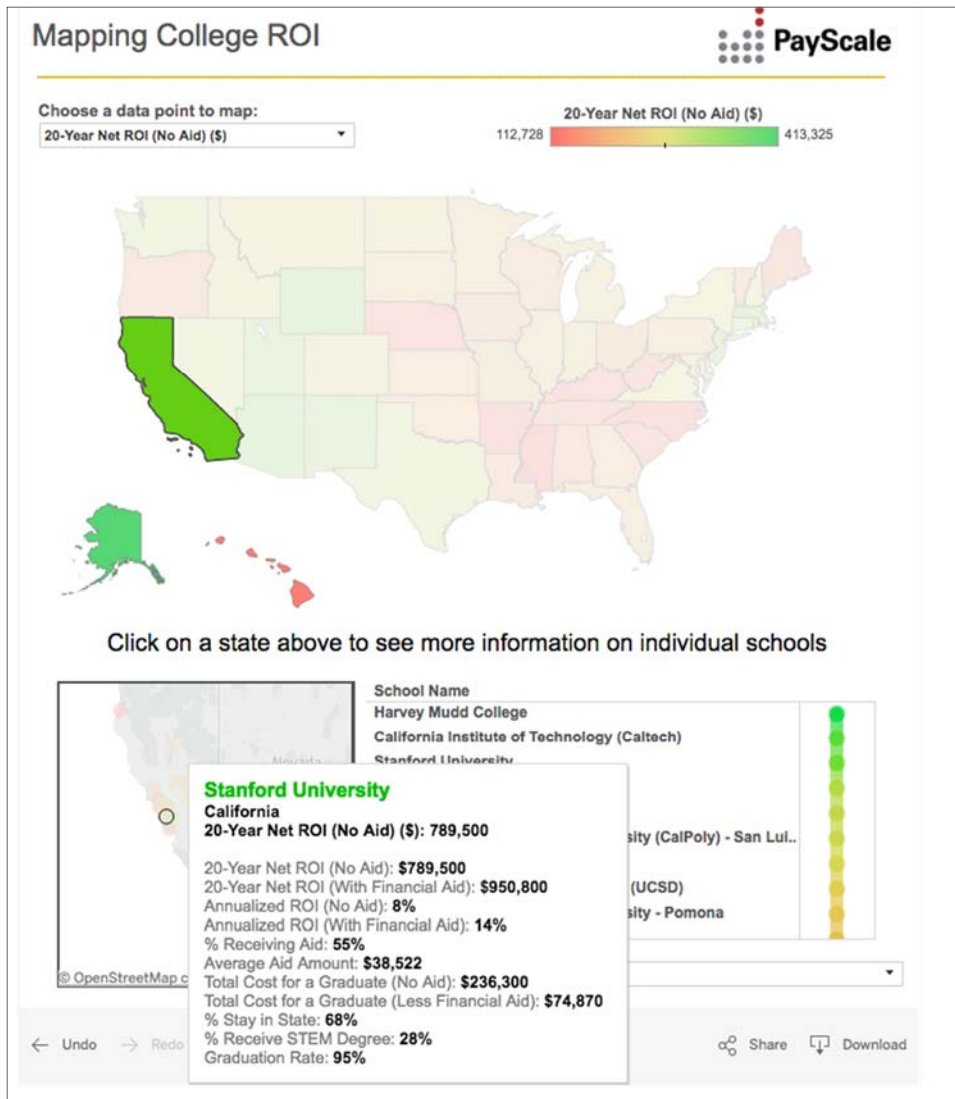 Mapping College ROI
PayScale
Choose a data point to map:
20-Year Net ROI (No Aid) ($)
20-Year Net ROI (No Aid) ($)
112,728
413,325
Click on a state above to see more information on individual schools
Nevada
© OpenStreetMap c
School Name
Harvey Mudd College
California Institute of Technology (Caltech)
Stanford University
sity (CalPoly) - San Lui..
(UCSD)
sity - Pomona
Stanford University
California
20-Year Net ROI (No Aid) ($): 789,500
20-Year Net ROI (No Aid): $789,500
20-Year Net ROI (With Financial Aid): $950,800
Annualized ROI (No Aid): 8%
Annualized ROI (With Financial Aid): 14%
% Receiving Aid: 55%
Average Aid Amount: $38,522
Total Cost for a Graduate (No Aid): $236,300
Total Cost for a Graduate (Less Financial Aid): $74,870
% Stay in State: 68%
% Receive STEM Degree: 28%
Graduation Rate: 95%
← Undo → Redo
Share Download